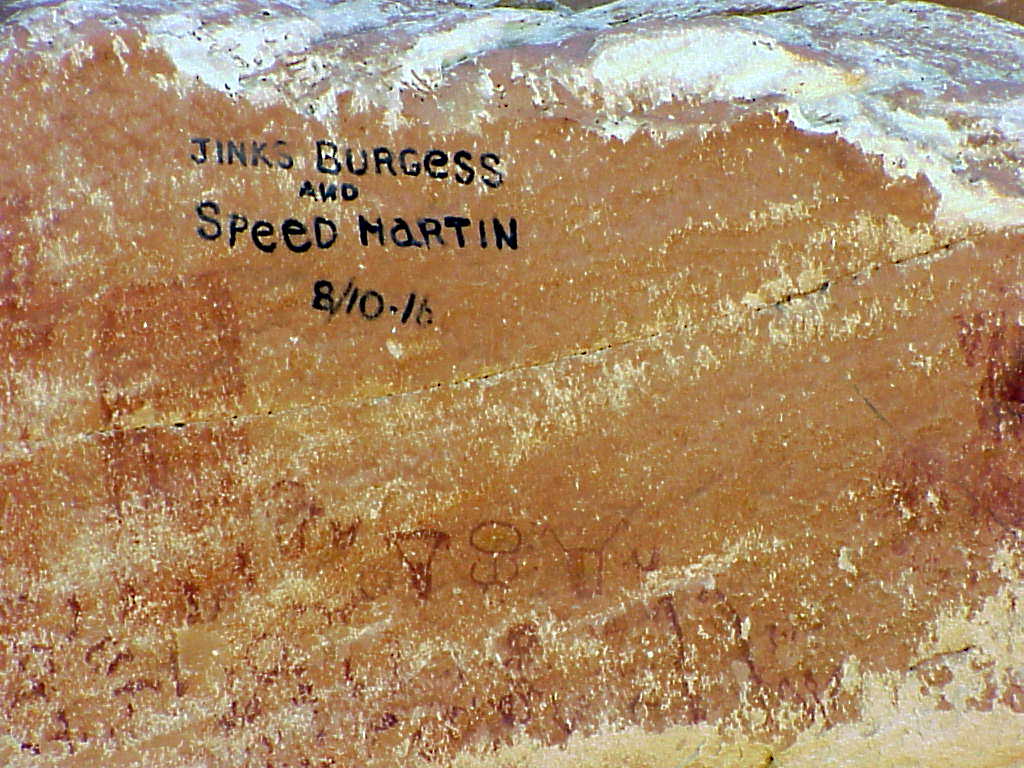 JINKS BURGESS
AND
SPEED MARTIN
8/10-16